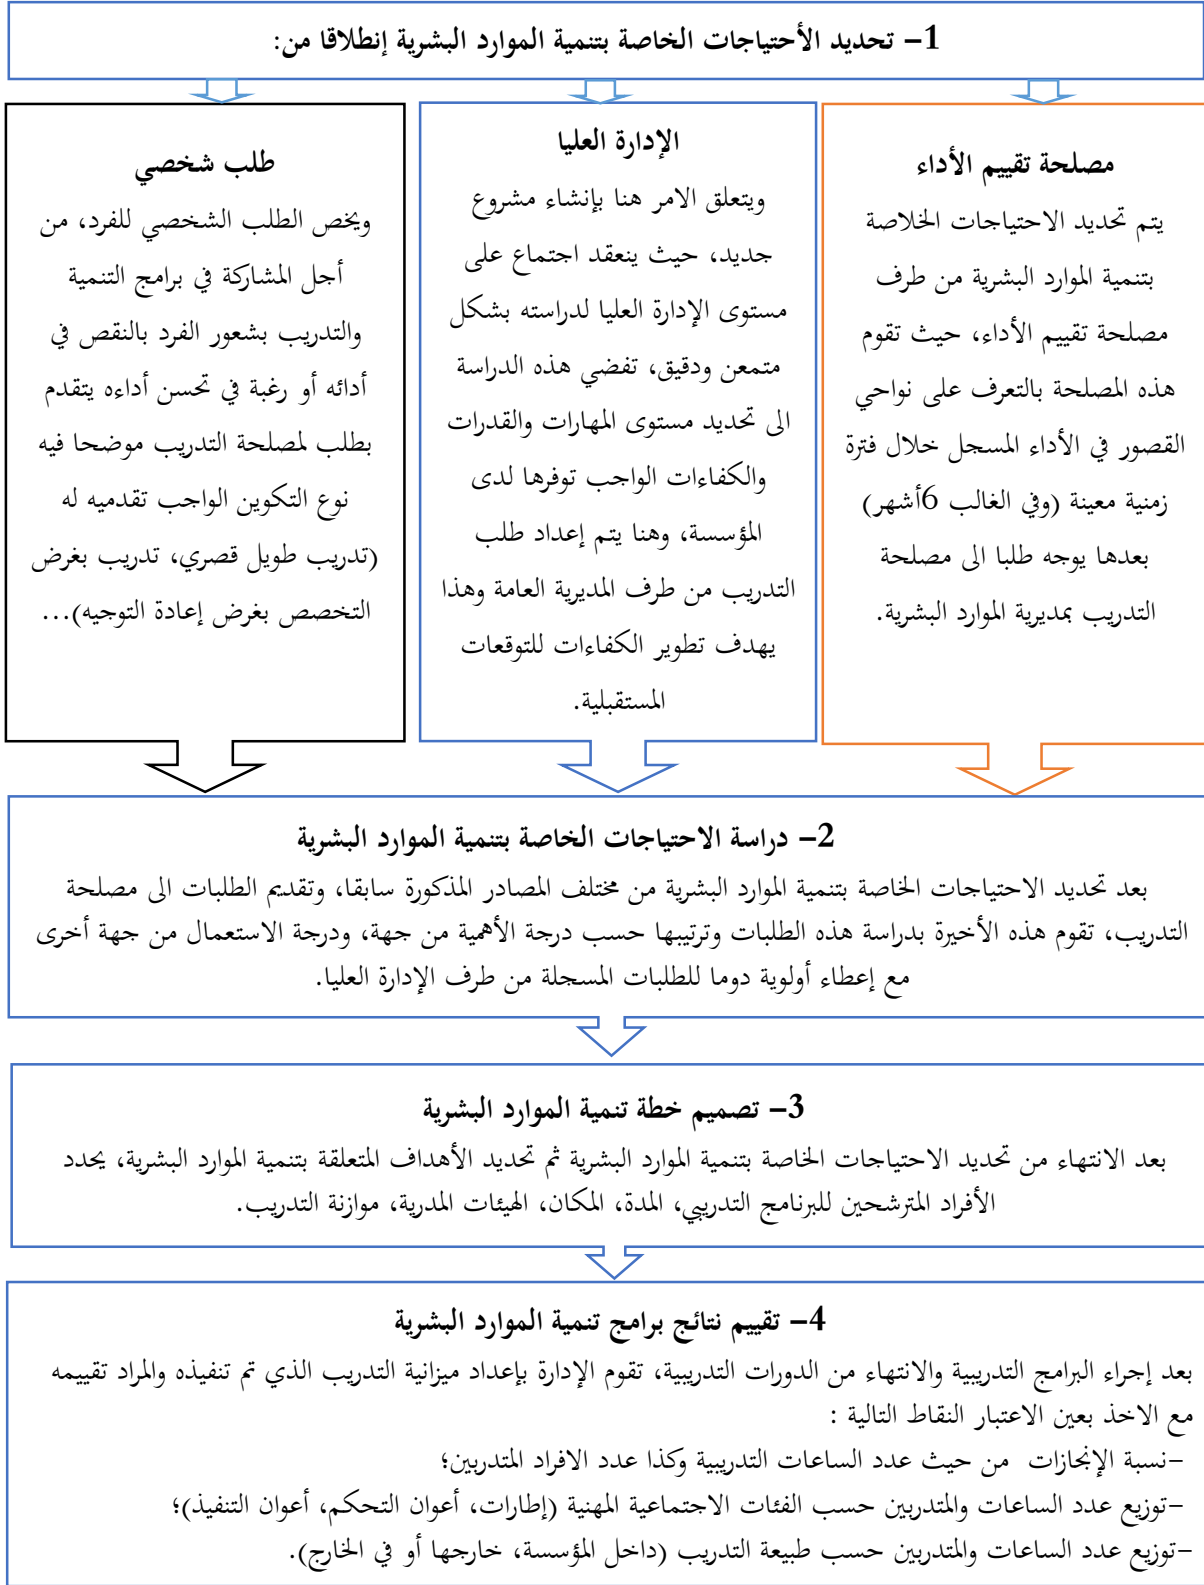 1- تحديد الأحتياجات الخاصة بتنمية الموارد البشرية إنطلاقا من:
مصلحة تقييم الأداء
يتم تحديد الاحتياجات الخلاصة
بتنمية الموارد البشرية من طرف
مصلحة تقييم الأداء، حيث تقوم
هذه المصلحة بالتعرف على نواحي
القصور في الأداء المسجل خلال فترة
زمنية معينة (وفي الغالب 6أشهر)
بعدها يوجه طلبا الى مصلحة
التدريب بمديرية الموارد البشرية.
الإدارة العليا
ويتعلق الامر هنا بإنشاء مشروع
جديد، حيث ينعقد اجتماع على
مستوى الإدارة العليا لدراسته بشكل
متمعن ودقيق، تفضي هذه الدراسة
الى تحديد مستوى المهارات والقدرات
والكفاءات الواجب توفرها لدى
المؤسسة، وهنا يتم إعداد طلب
التدريب من طرف المديرية العامة وهذا
يهدف تطوير الكفاءات للتوقعات
المستقبلية.
طلب شخصي
ويخص الطلب الشخصي للفرد، من
أجل المشاركة في برامج التنمية
والتدريب بشعور الفرد بالنقص في
أدائه أو رغبة في تحسن أداءه يتقدم
بطلب لمصلحة التدريب موضحا فيه
نوع التكوين الواجب تقدميه له
(تدريب طويل قصري، تدريب بغرض
التخصص بغرض إعادة التوجيه)...
2- دراسة الاحتياجات الخاصة بتنمية الموارد البشرية
بعد تحديد الاحتياجات الخاصة بتنمية الموارد البشرية من مختلف المصادر المذكورة سابقا، وتقديم الطلبات الى مصلحة
التدريب، تقوم هذه الأخيرة بدراسة هذه الطلبات وترتيبها حسب درجة الأهمية من جهة، ودرجة الاستعمال من جهة أخرى
مع إعطاء أولوية دوما للطلبات المسجلة من طرف الإدارة العليا.
3- تصميم خطة تنمية الموارد البشرية
بعد الانتهاء من تحديد الاحتياجات الخاصة بتنمية الموارد البشرية ثم تحديد الأهداف المتعلقة بتنمية الموارد البشرية، يحدد
الأفراد المترشحين للبرنامج التدريبي، المدة، المكان، الهيئات المدرية، موازنة التدريب.
4- تقييم نتائج برامج تنمية الموارد البشرية
بعد إجراء البرامج التدريبية والانتهاء من الدورات التدريبية، تقوم الإدارة بإعداد ميزانية التدريب الذي تم تنفيذه والمراد تقييمه
مع الاخذ بعين الاعتبار النقاط التالية :
-نسبة الإنجازات من حيث عدد الساعات التدريبية وكذا عدد الافراد المتدربين؛
-توزيع عدد الساعات والمتدربين حسب الفئات الاجتماعية المهنية (إطارات، أعوان التحكم، أعوان التنفيذ)؛
-توزيع عدد الساعات والمتدربين حسب طبيعة التدريب (داخل المؤسسة، خارجها أو في الخارج).